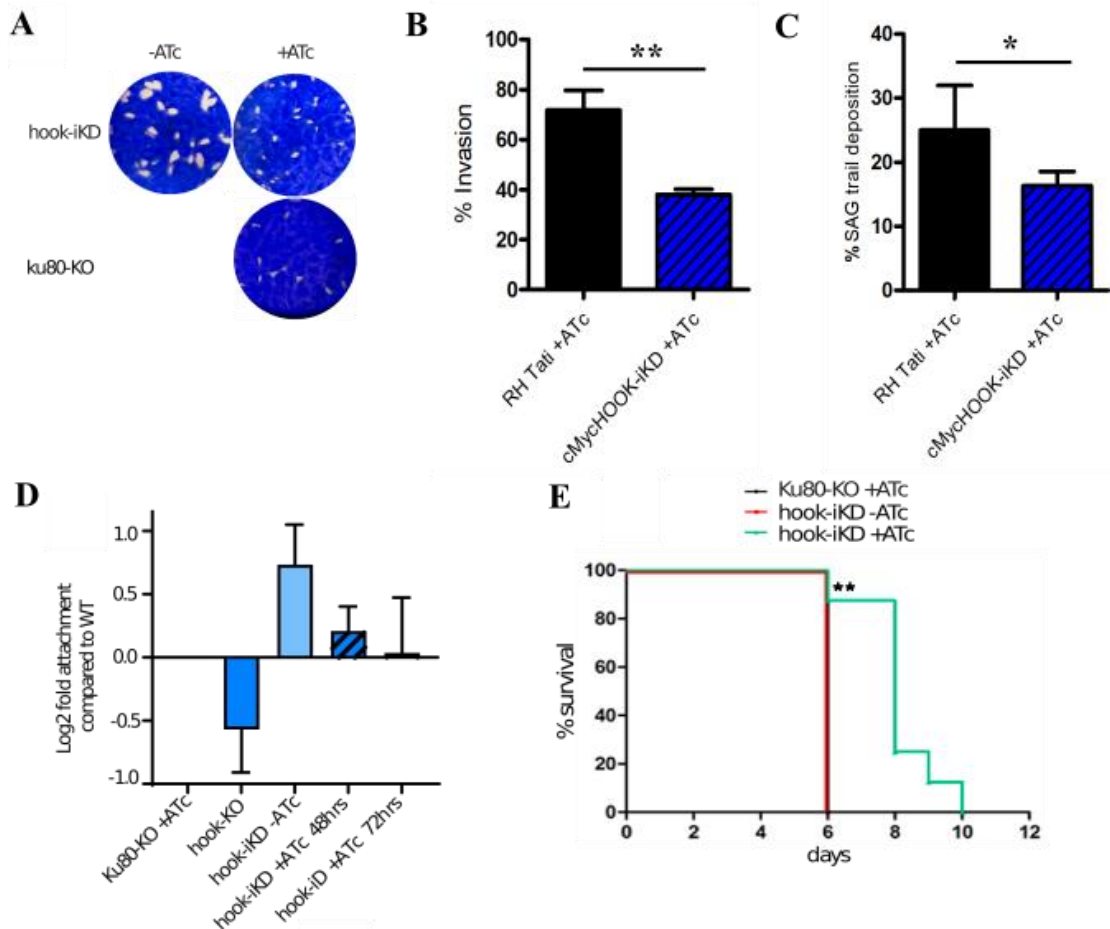 A
-ATc
+ATc
hook-iKD
ku80-KO
B
% Invasion
100
80
60
40
20
0
**
RH Tati +ATc
cMycHOOK-iKD +ATc
C
% SAG trail deposition
40
30
20
10
0
*
RH Tati +ATc
cMycHOOK-iKD +ATc
D
Log2 fold attachment
compared to WT
1.0
0.5
0.0
-0.5
-1.0
Ku80-KO +ATc
hook-KO
hook-iKD -ATc
hook-iKD +ATc 48hrs
hook-iD +ATc 72hrs
E
Ku80-KO +ATc
hook-iKD -ATc
hook-iKD +ATc
% survival
100
80
60
40
20
0
**
0 2 4 6 8 10 12
days